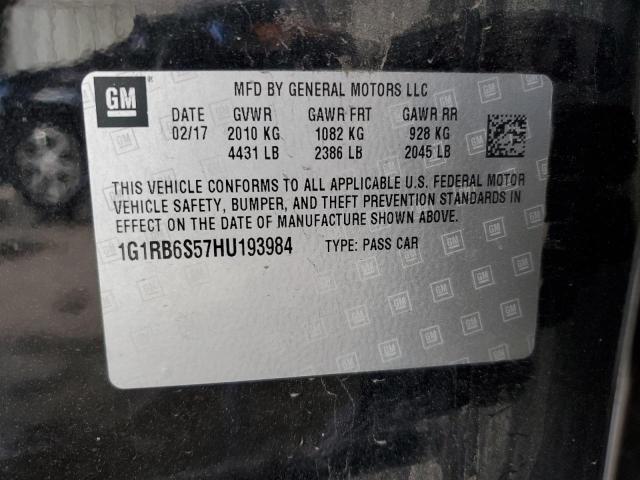 GM MFD BY GENERAL MOTORS LLC
DATE GVWR GAWR FRT GAWR RR
02/17 2010 KG 1082 KG 928 KG
4431 LB 2386 LB 2045 LB
THIS VEHICLE CONFORMS TO ALL APPLICABLE U.S. FEDERAL MOTOR
VEHICLE SAFETY, BUMPER, AND THEFT PREVENTION STANDARDS IN
EFFECT ON THE DATE OF MANUFACTURE SHOWN ABOVE.
1G1RB6S57HU193984 TYPE: PASS CAR